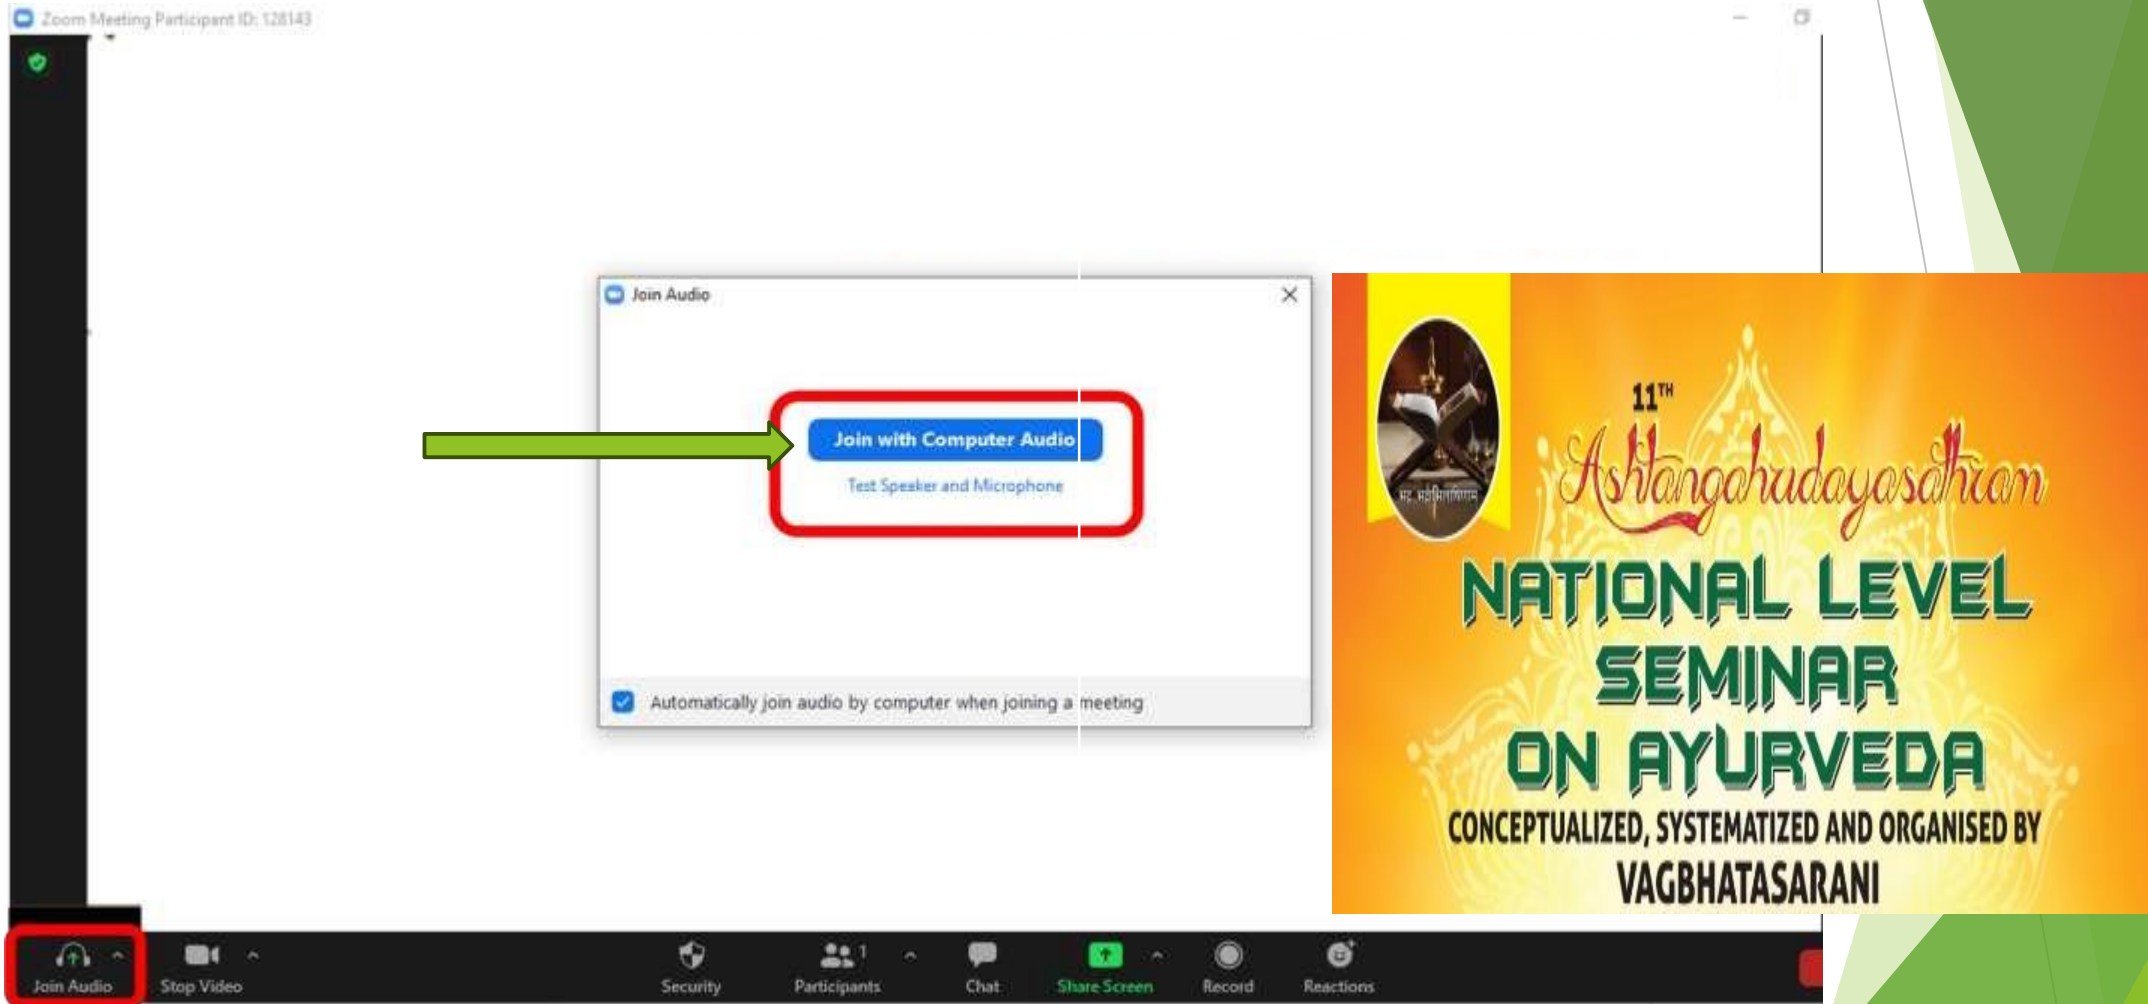 Zoom Meeting Participant ID: 128143
Join Audio
Join with Computer Audio
Test Speaker and Microphone
Automatically join audio by computer when joining a meeting
11TH
Ashtangahrudayasathram
NATIONAL LEVEL
SEMINAR
ON AYURVEDA
CONCEPTUALIZED, SYSTEMATIZED AND ORGANISED BY
VAGBHATASARANI
Join Audio
Stop Video
Security
Participants
1
Chat
Share Screen
Record
Reactions